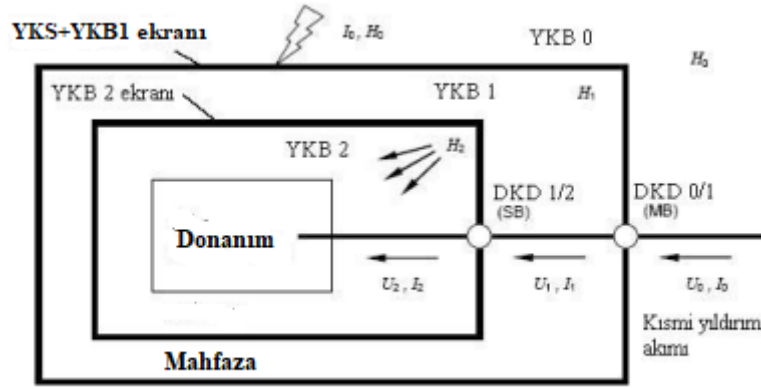 YKS+YKB1 ekranı
I₀, H₀
YKB 0
H₀
YKB 2 ekranı
YKB 1
H₁
YKB 2
H₂
DKD 1/2
(SB)
DKD 0/1
(MB)
Donanım
U₂, I₂
U₁, I₁
U₀, I₀
Kısmi yıldırım
akımı
Mahfaza